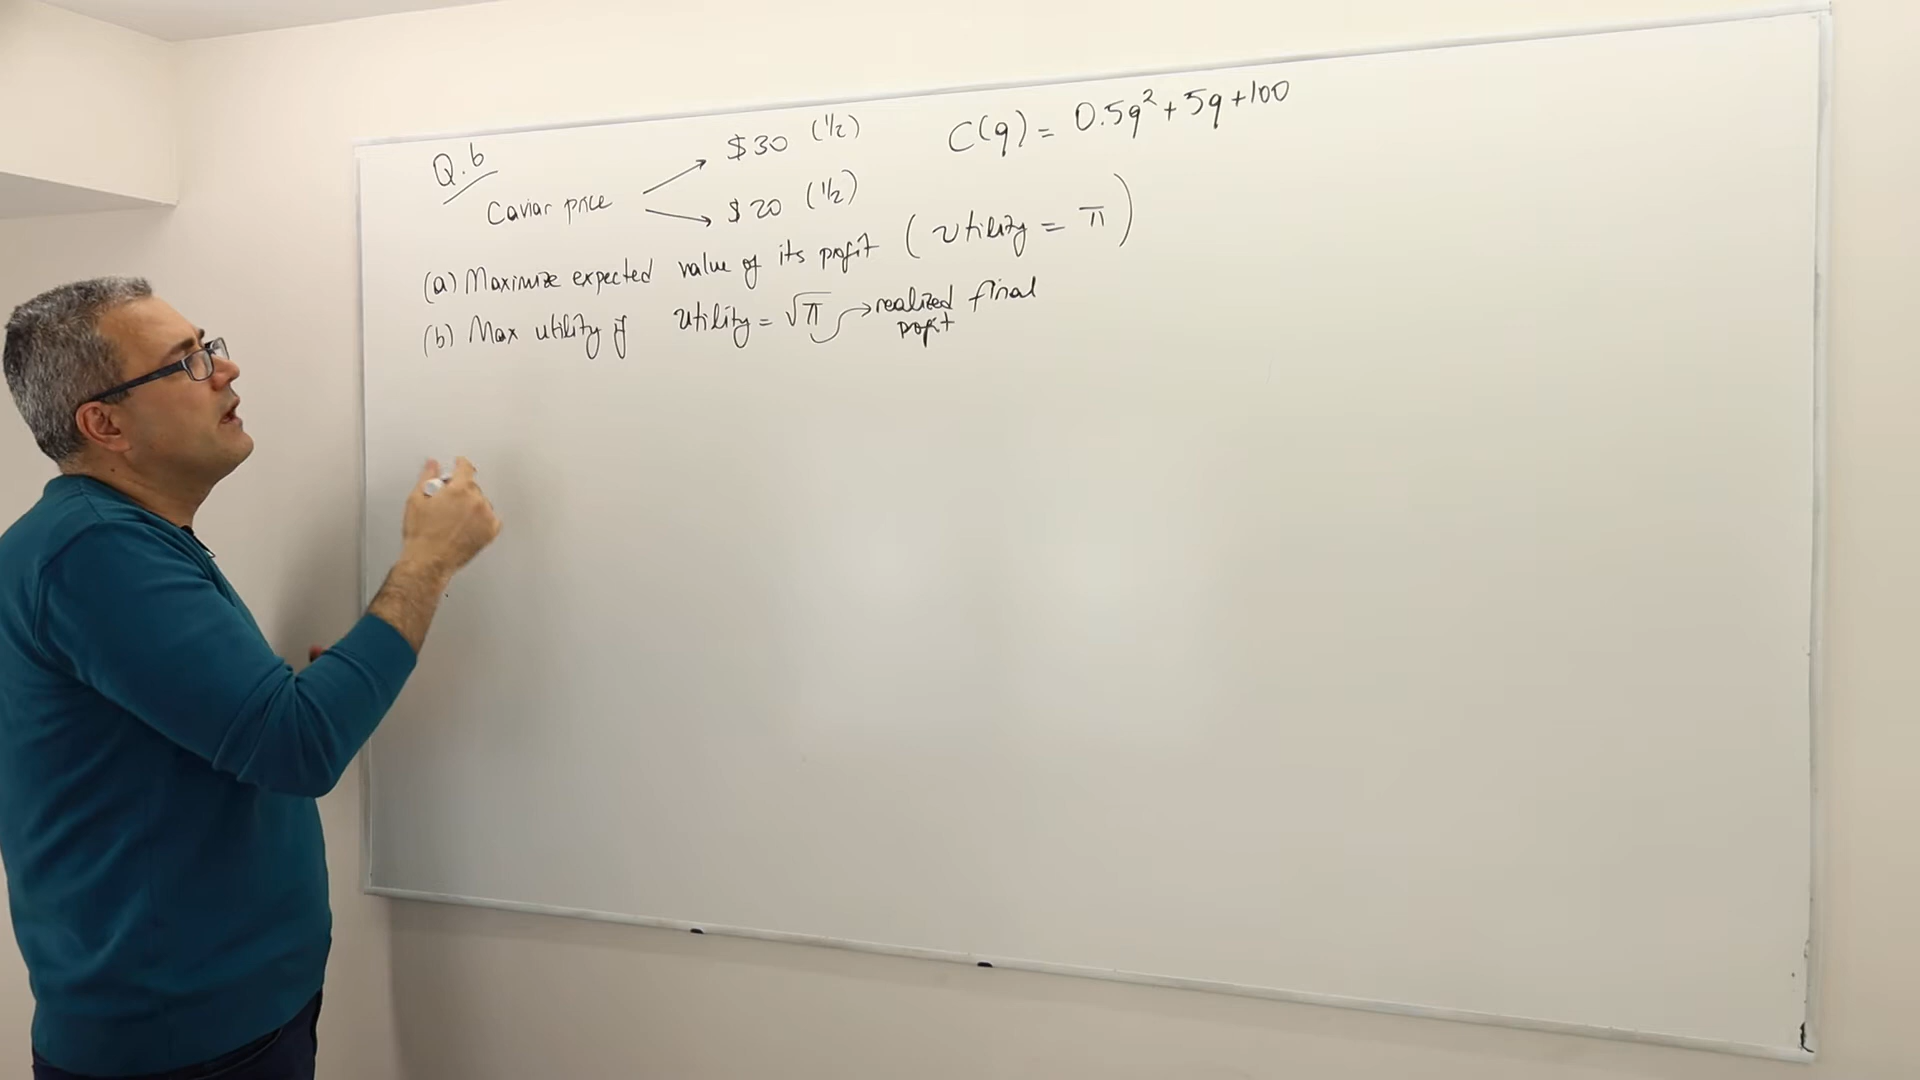 Q.6
Caviar price
$30 (1/2)
$20 (1/2)
C(q) = 0.5q² + 5q + 100
(a) Maximize expected value of its profit (utility = π)
(b) Max utility if utility = √π → realized final profit